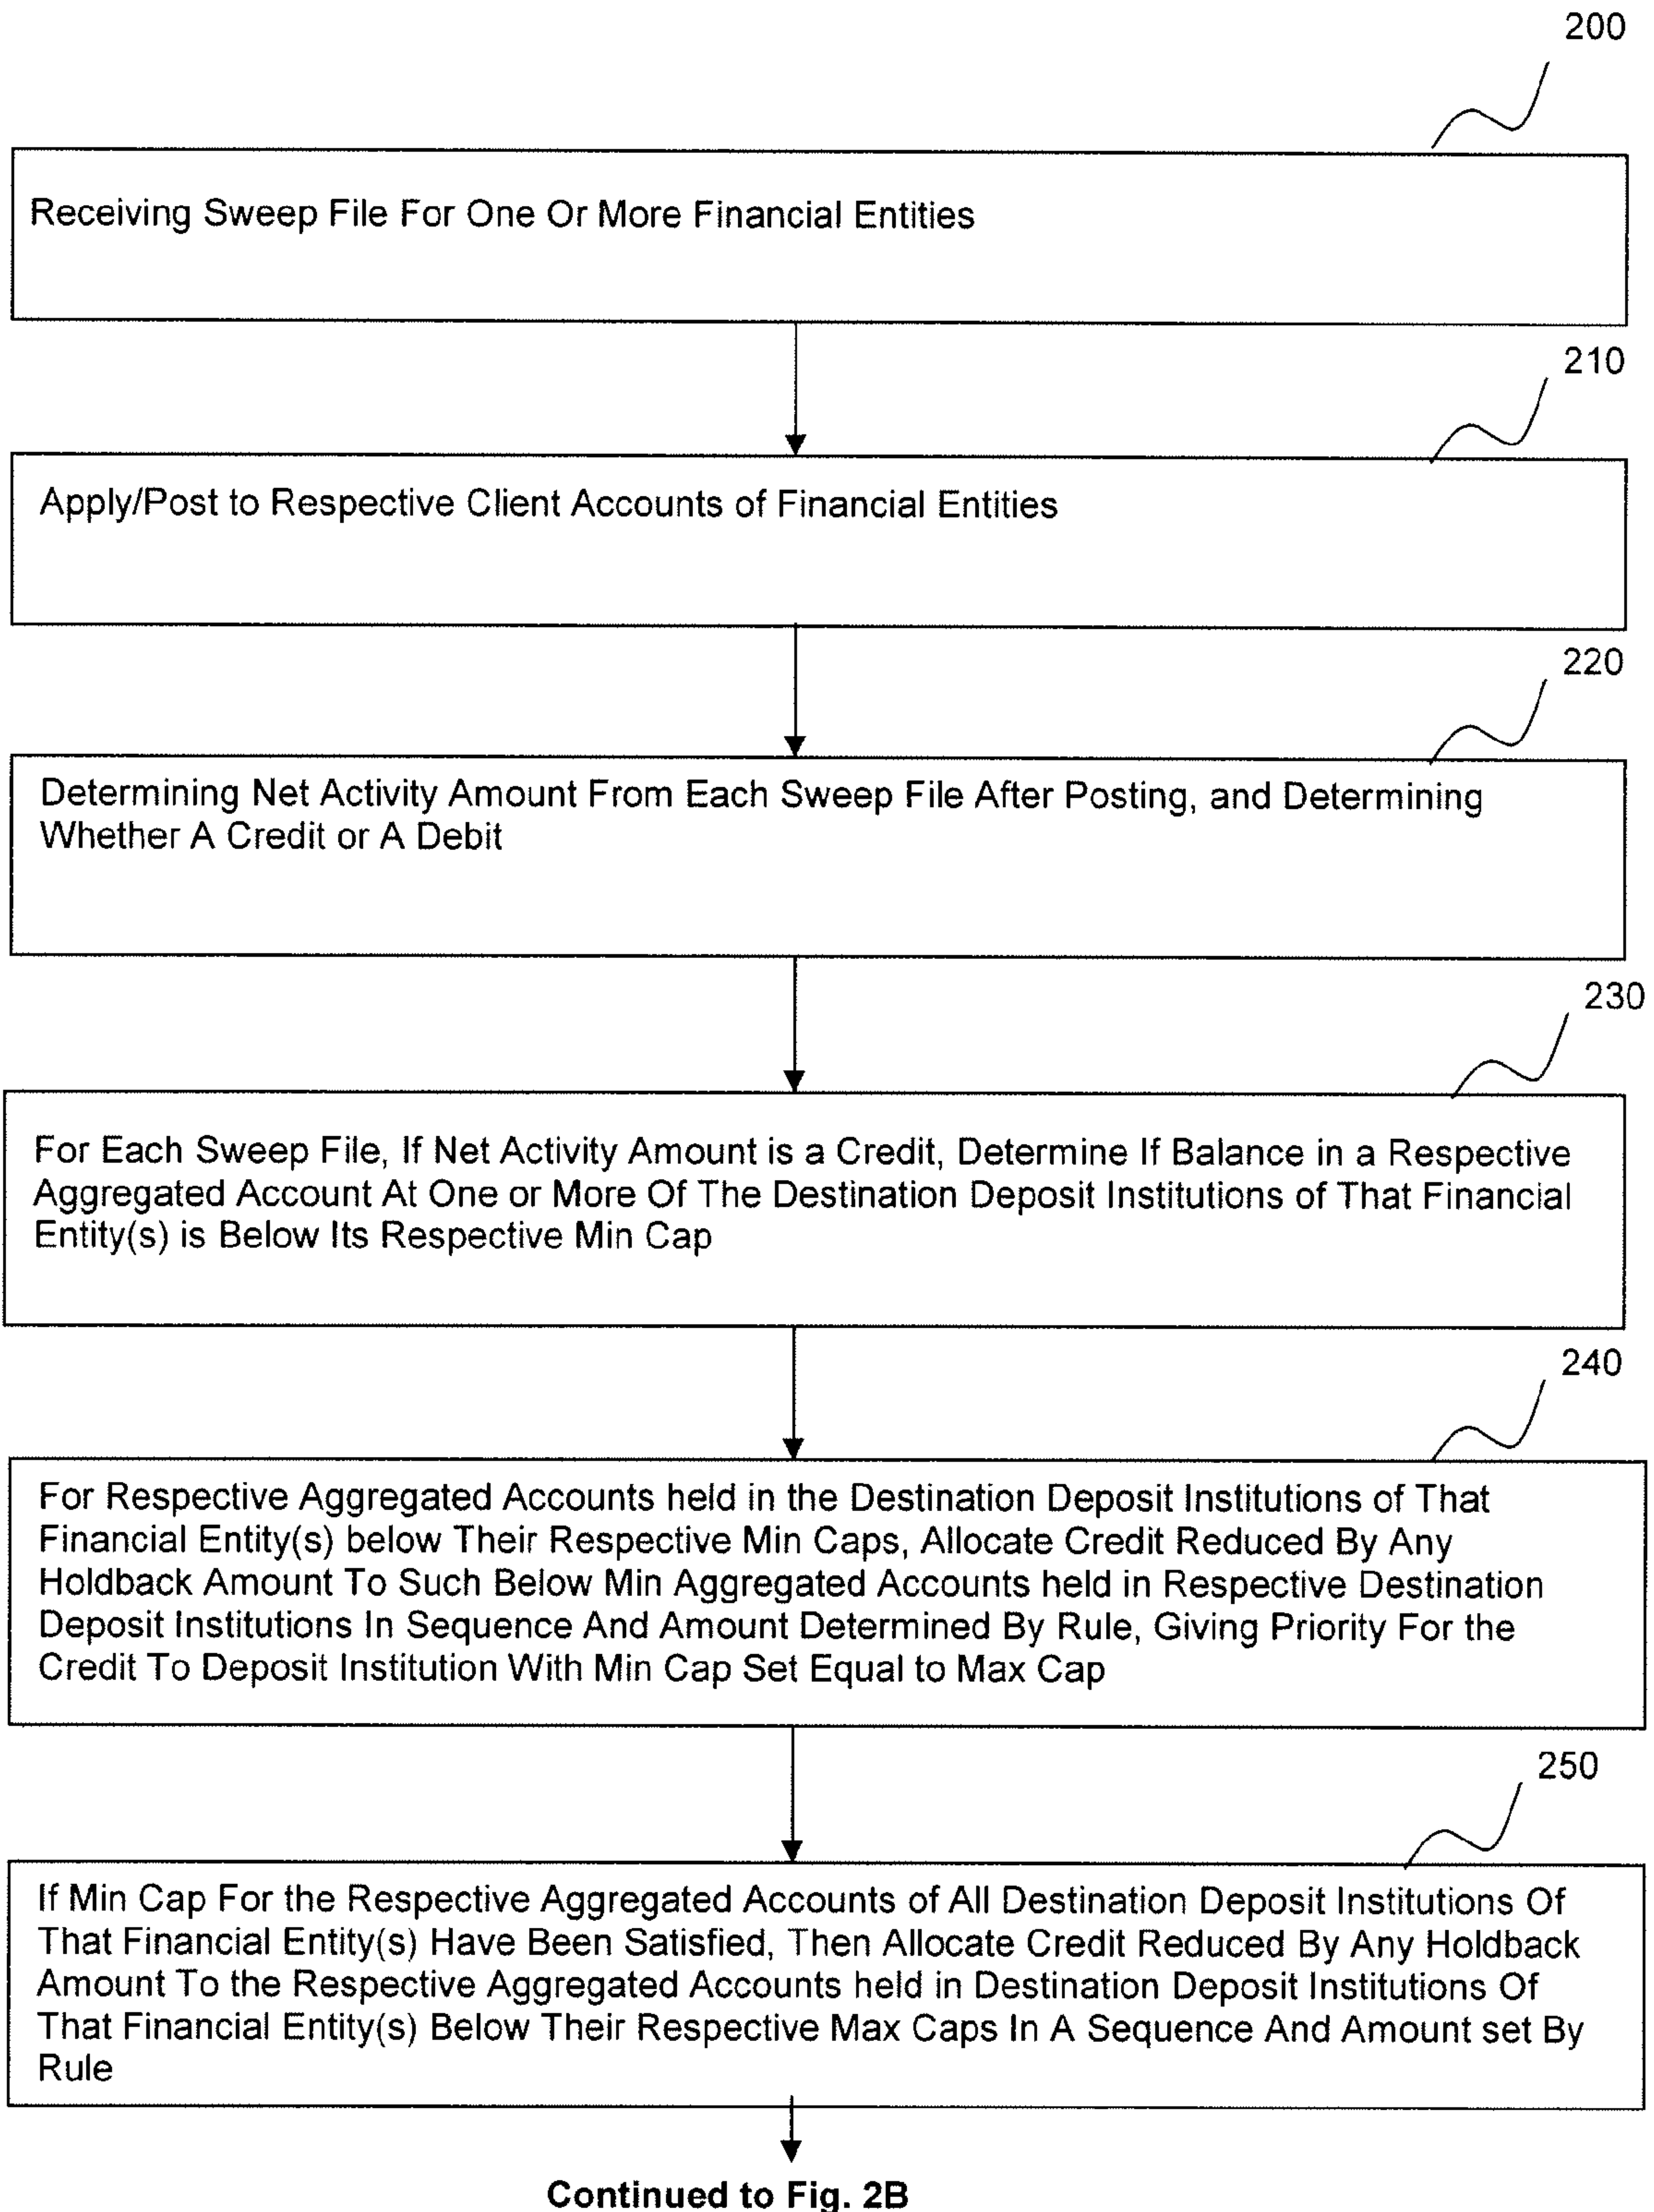 200
Receiving Sweep File For One Or More Financial Entities
210
Apply/Post to Respective Client Accounts of Financial Entities
220
Determining Net Activity Amount From Each Sweep File After Posting, and Determining
Whether A Credit or A Debit
230
For Each Sweep File, If Net Activity Amount is a Credit, Determine If Balance in a Respective
Aggregated Account At One or More Of The Destination Deposit Institutions of That Financial
Entity(s) is Below Its Respective Min Cap
240
For Respective Aggregated Accounts held in the Destination Deposit Institutions of That
Financial Entity(s) below Their Respective Min Caps, Allocate Credit Reduced By Any
Holdback Amount To Such Below Min Aggregated Accounts held in Respective Destination
Deposit Institutions In Sequence And Amount Determined By Rule, Giving Priority For the
Credit To Deposit Institution With Min Cap Set Equal to Max Cap
250
If Min Cap For the Respective Aggregated Accounts of All Destination Deposit Institutions Of
That Financial Entity(s) Have Been Satisfied, Then Allocate Credit Reduced By Any Holdback
Amount To the Respective Aggregated Accounts held in Destination Deposit Institutions Of
That Financial Entity(s) Below Their Respective Max Caps In A Sequence And Amount set By
Rule
Continued to Fig. 2B